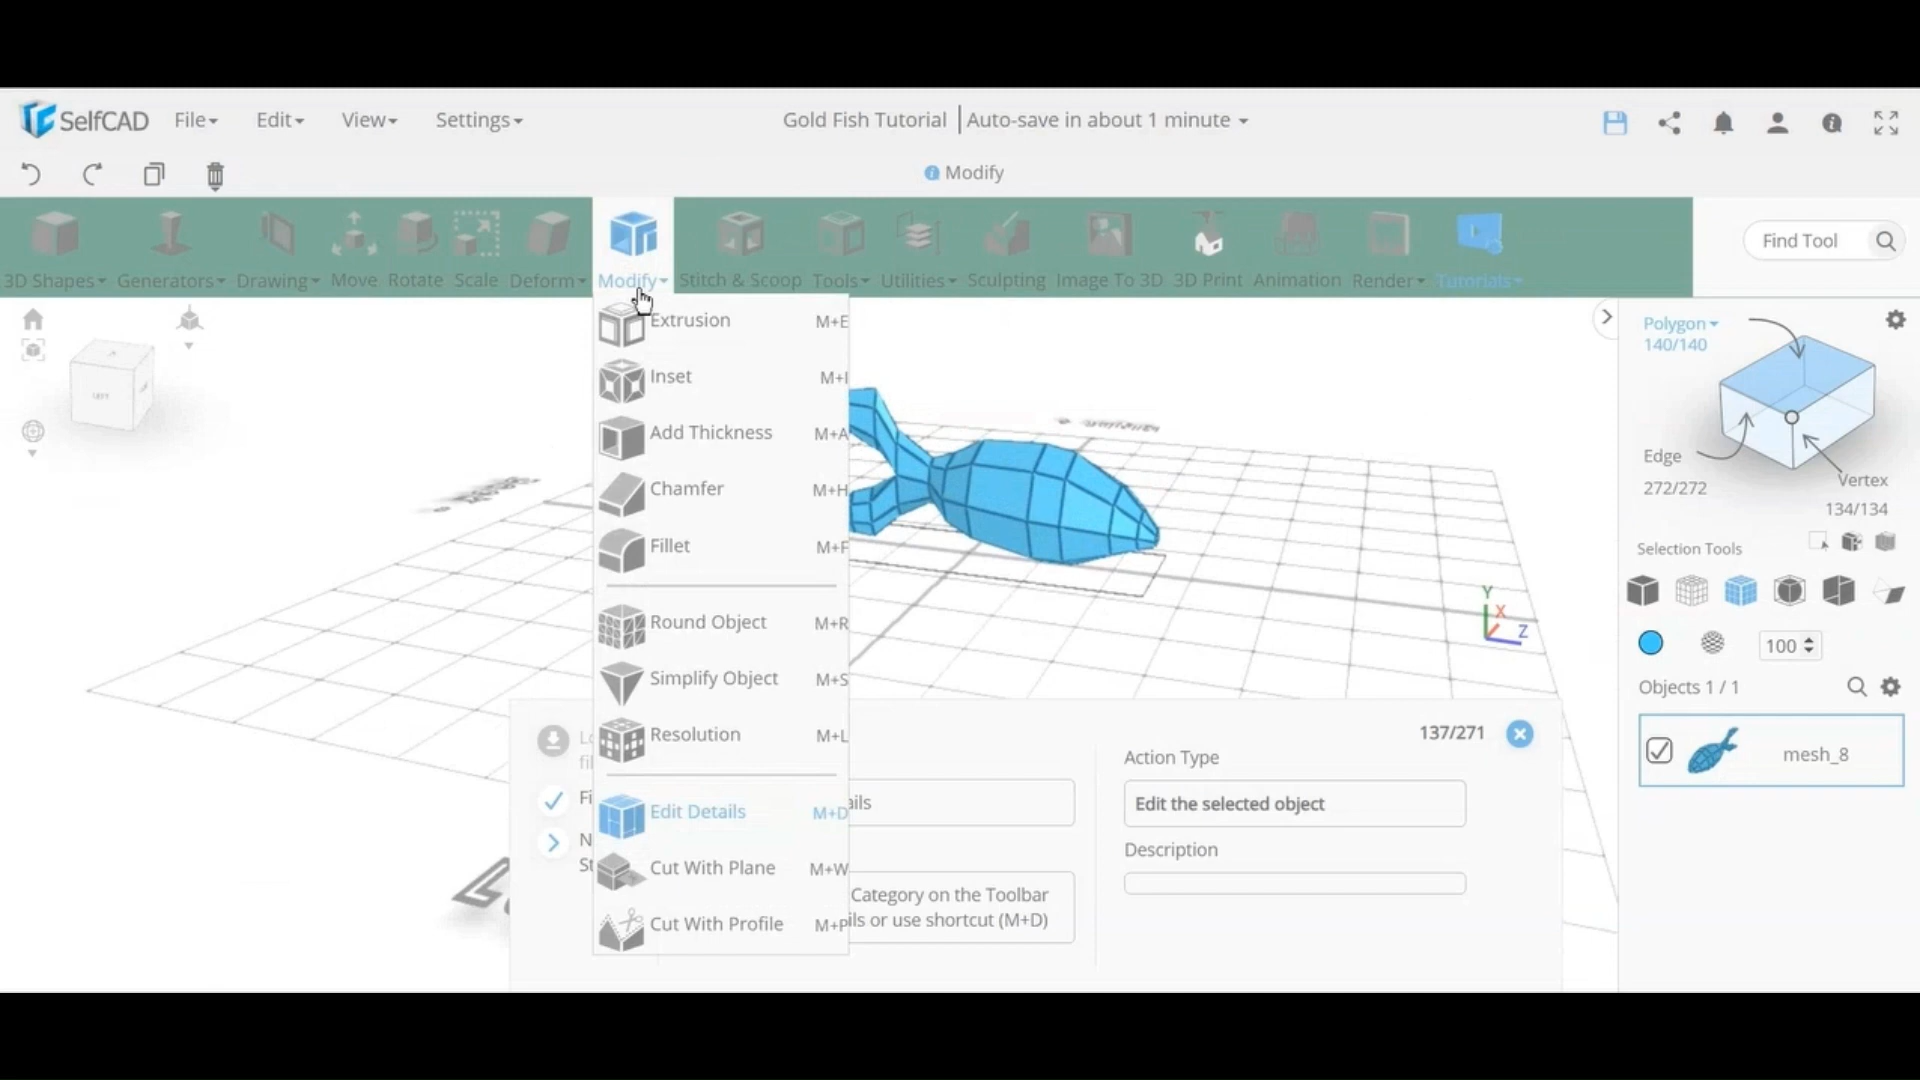 SelfCAD File Edit View Settings Gold Fish Tutorial Auto-save in about 1 minute
Modify
3D Shapes Generators Drawing Move Rotate Scale Deform Modify Stitch & Scoop Tools Utilities Sculpting Image To 3D 3D Print Animation Render Tutorials
Find Tool
Extrusion M+E
Inset M+I
Add Thickness M+A
Chamfer M+H
Fillet M+F
Round Object M+R
Simplify Object M+S
Resolution M+L
Edit Details M+D
Cut With Plane M+W
Cut With Profile M+P
LEFT
Y
X
Z
137/271
Action Type
Edit the selected object
Description
Category on the Toolbar
or use shortcut (M+D)
Polygon
140/140
Edge
272/272
Vertex
134/134
Selection Tools
100
Objects 1 / 1
mesh_8